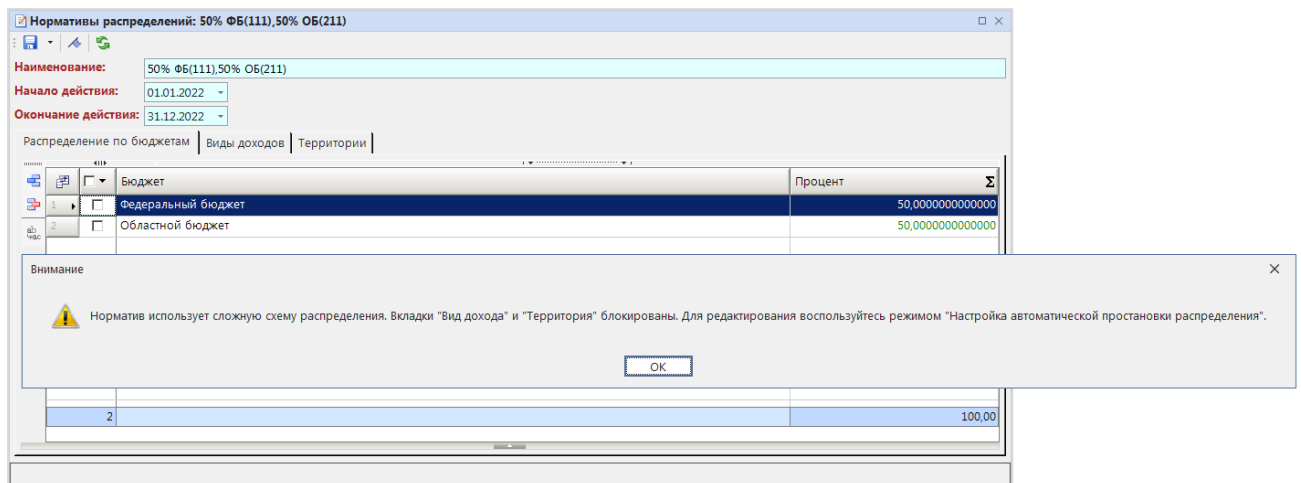 Нормативы распределений: 50% ФБ(111),50% ОБ(211)
Наименование: 50% ФБ(111),50% ОБ(211)
Начало действия: 01.01.2022
Окончание действия: 31.12.2022
Распределение по бюджетам Виды доходов Территории
Бюджет Процент Σ
1 Федеральный бюджет 50,0000000000000
2 Областной бюджет 50,0000000000000
Внимание
Норматив использует сложную схему распределения. Вкладки "Вид дохода" и "Территория" блокированы. Для редактирования воспользуйтесь режимом "Настройка автоматической простановки распределения".
ОК
2 100,00